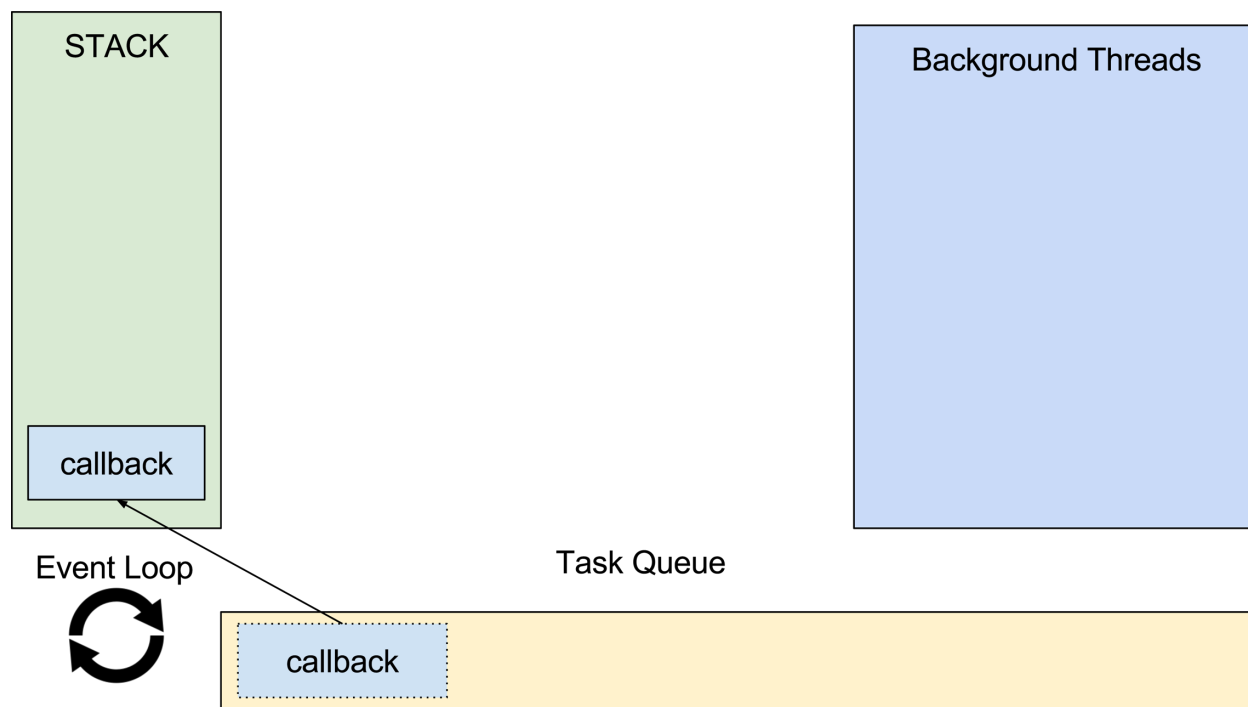 STACK
Background Threads
callback
Event Loop
Task Queue
callback